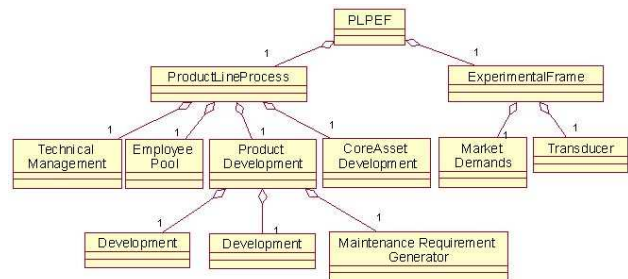 PLPEF
1
1
ProductLineProcess
ExperimentalFrame
1
1
1
1
1
1
Technical
Management
Employee
Pool
Product
Development
CoreAsset
Development
Market
Demands
Transducer
1
1
1
Development
Development
Maintenance Requirement
Generator